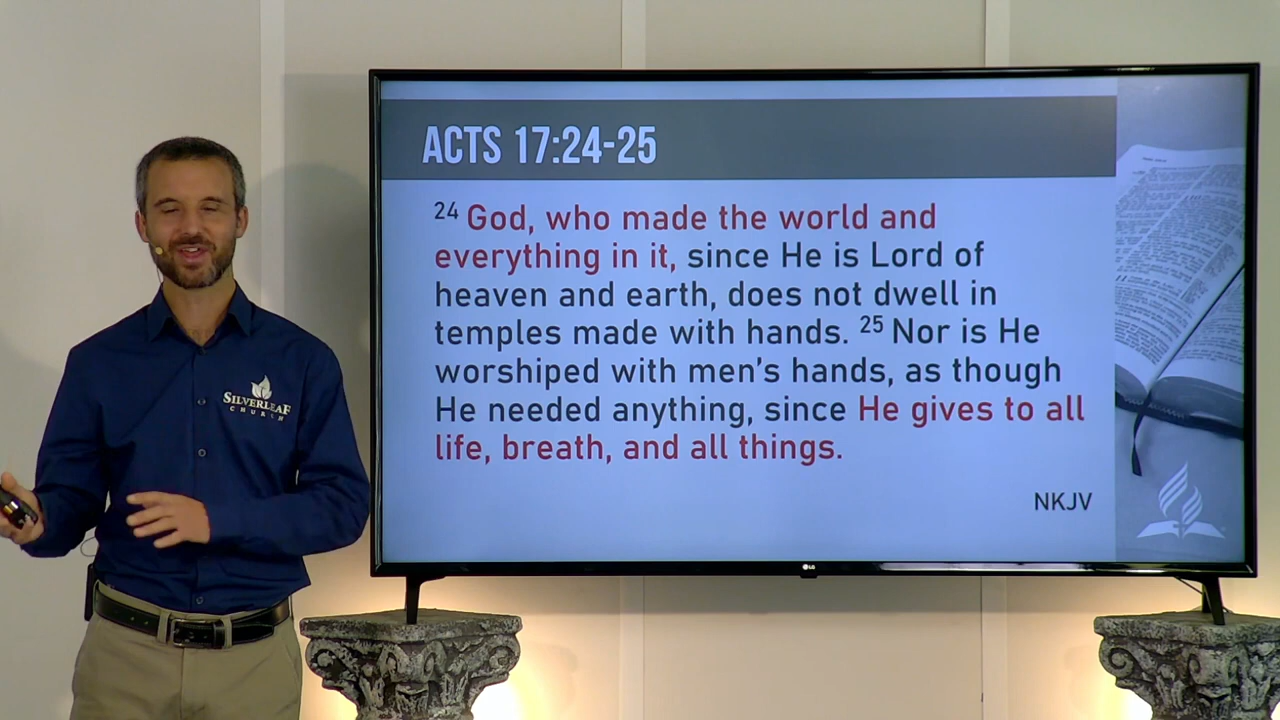 SILVERLEAF
CHURCH
ACTS 17:24-25
24 God, who made the world and
everything in it, since He is Lord of
heaven and earth, does not dwell in
temples made with hands. 25 Nor is He
worshiped with men's hands, as though
He needed anything, since He gives to all
life, breath, and all things.
NKJV
LG